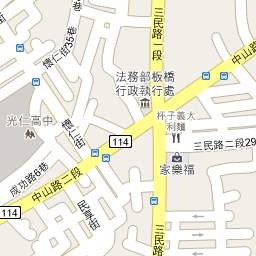 懷仁街35巷
三民路一段
中山路
法務部板橋
行政執行處
光仁高中
懷仁街
杯子義大
利麵
114
三民路二段29
家樂福
成功路6巷
中山路二段
114
民享街
三民路